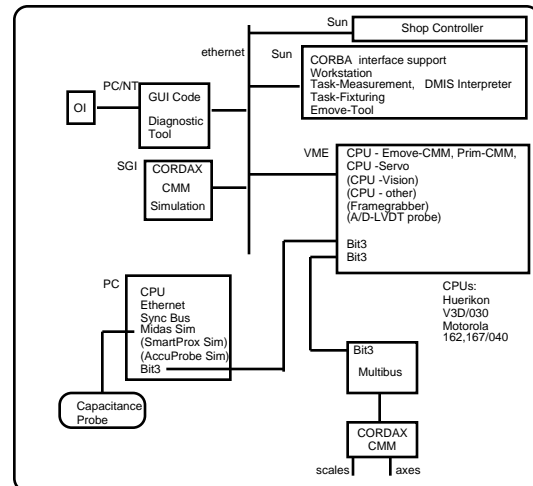 Sun
Shop Controller
ethernet
Sun
CORBA interface support
Workstation
Task-Measurement, DMIS Interpreter
Task-Fixturing
Emove-Tool
PC/NT
OI
GUI Code
Diagnostic
Tool
SGI
CORDAX
CMM
Simulation
VME
CPU - Emove-CMM, Prim-CMM,
CPU -Servo
(CPU -Vision)
(CPU - other)
(Framegrabber)
(A/D-LVDT probe)
Bit3
Bit3
CPUs:
Huerikon
V3D/030
Motorola
162,167/040
PC
CPU
Ethernet
Sync Bus
Midas Sim
(SmartProx Sim)
(AccuProbe Sim)
Bit3
Capacitance
Probe
Bit3
Multibus
CORDAX
CMM
scales
axes